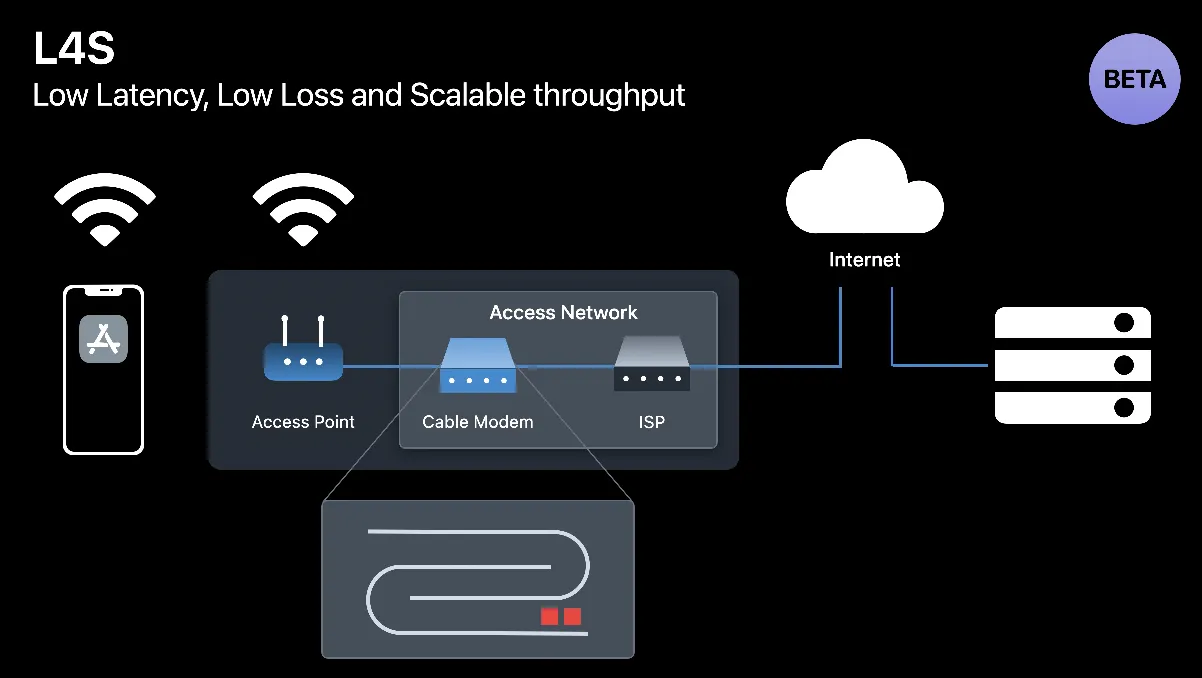 L4S
Low Latency, Low Loss and Scalable throughput
BETA
Internet
Access Network
Access Point
Cable Modem
ISP